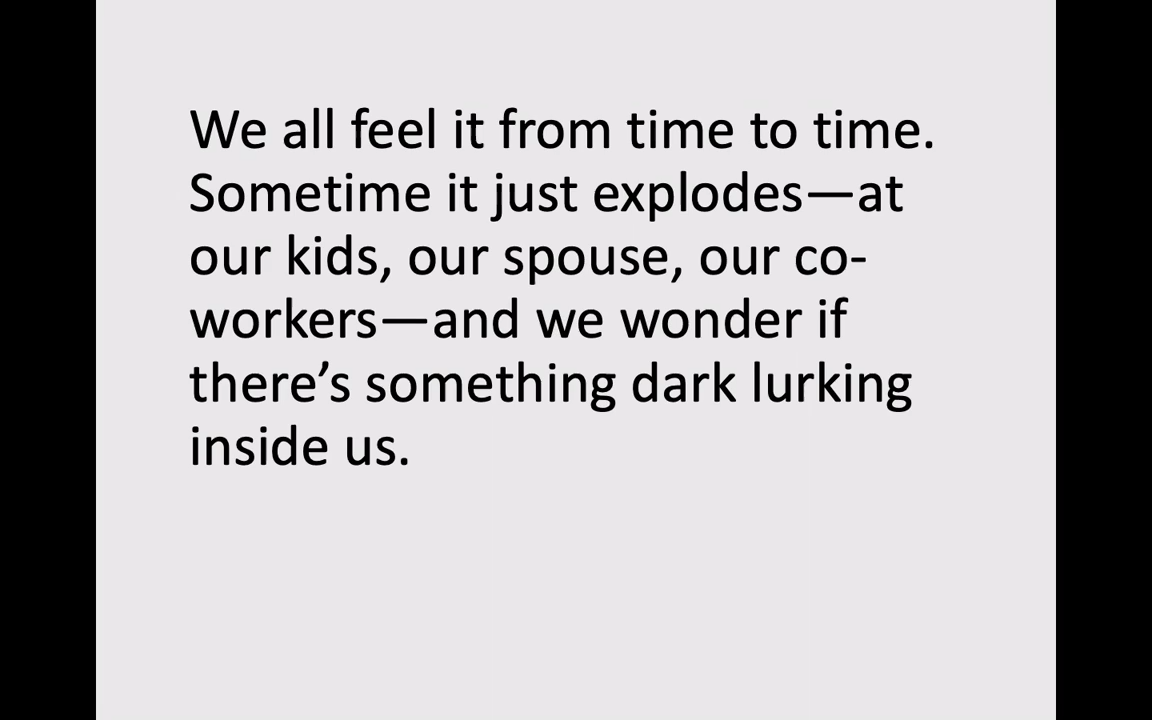 We all feel it from time to time.
Sometime it just explodes—at
our kids, our spouse, our co-
workers—and we wonder if
there’s something dark lurking
inside us.